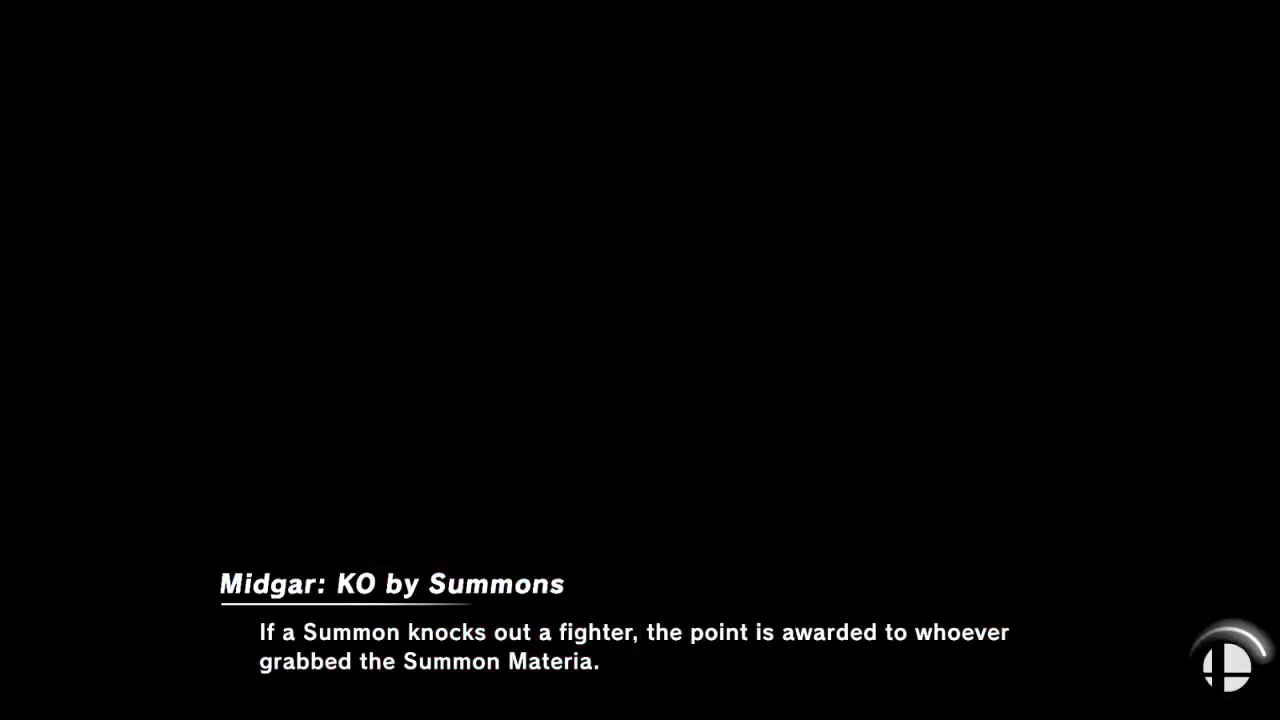 Midgar: KO by Summons
If a Summon knocks out a fighter, the point is awarded to whoever
grabbed the Summon Materia.